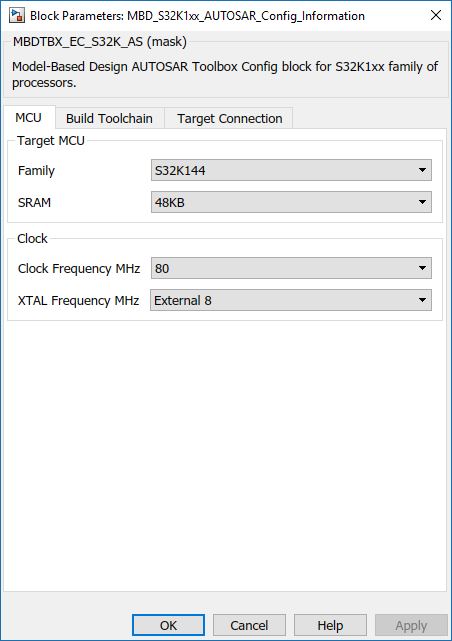 Block Parameters: MBD_S32K1xx_AUTOSAR_Config_Information
MBDTBX_EC_S32K_AS (mask)
Model-Based Design AUTOSAR Toolbox Config block for S32K1xx family of
processors.
MCU Build Toolchain Target Connection
Target MCU
Family S32K144
SRAM 48KB
Clock
Clock Frequency MHz 80
XTAL Frequency MHz External 8
OK Cancel Help Apply